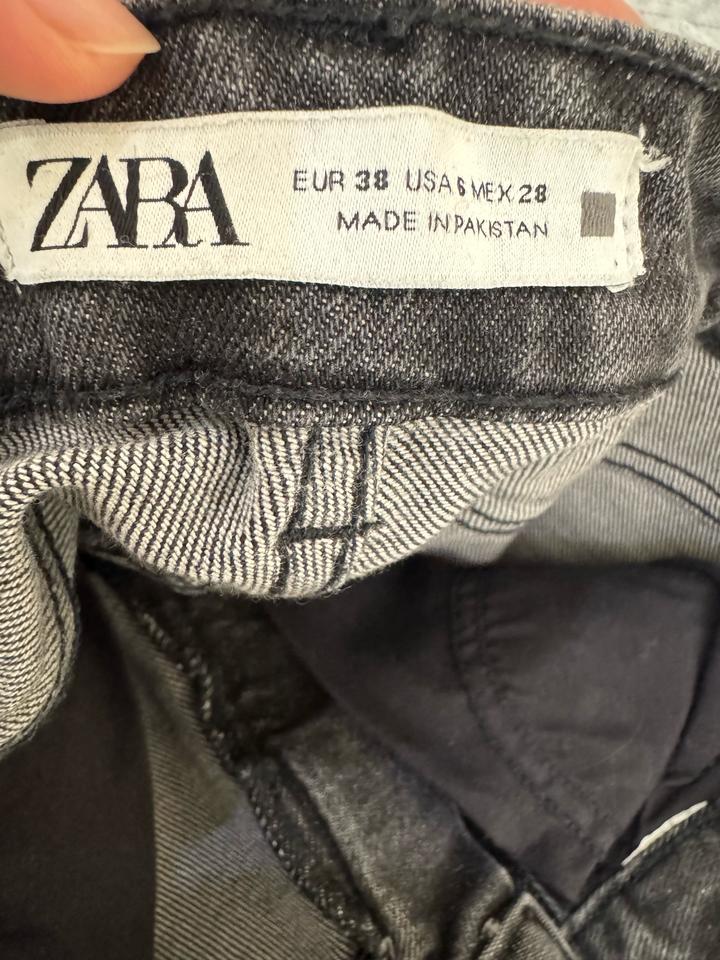 ZARA
EUR 38 USA 6 MEX 28
MADE IN PAKISTAN